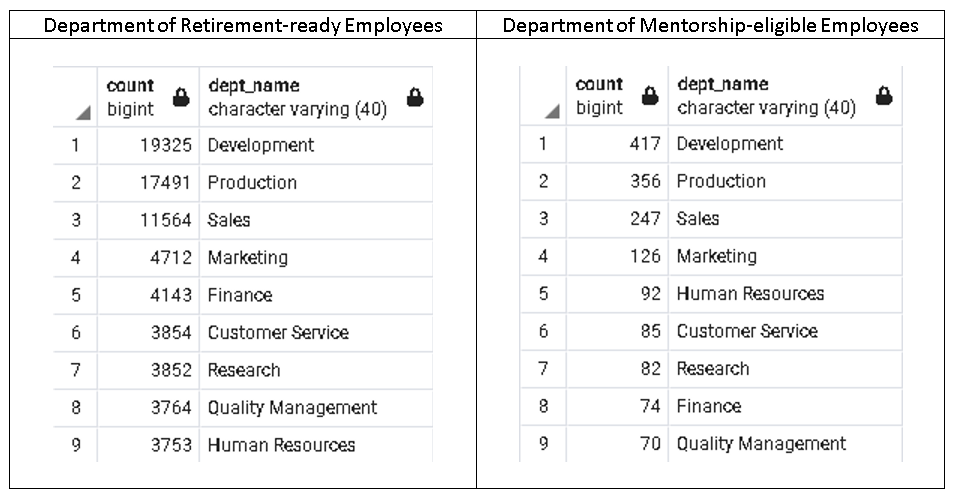 Department of Retirement-ready Employees
count dept_name
bigint character varying (40)
1 19325 Development
2 17491 Production
3 11564 Sales
4 4712 Marketing
5 4143 Finance
6 3854 Customer Service
7 3852 Research
8 3764 Quality Management
9 3753 Human Resources
Department of Mentorship-eligible Employees
count dept_name
bigint character varying (40)
1 417 Development
2 356 Production
3 247 Sales
4 126 Marketing
5 92 Human Resources
6 85 Customer Service
7 82 Research
8 74 Finance
9 70 Quality Management